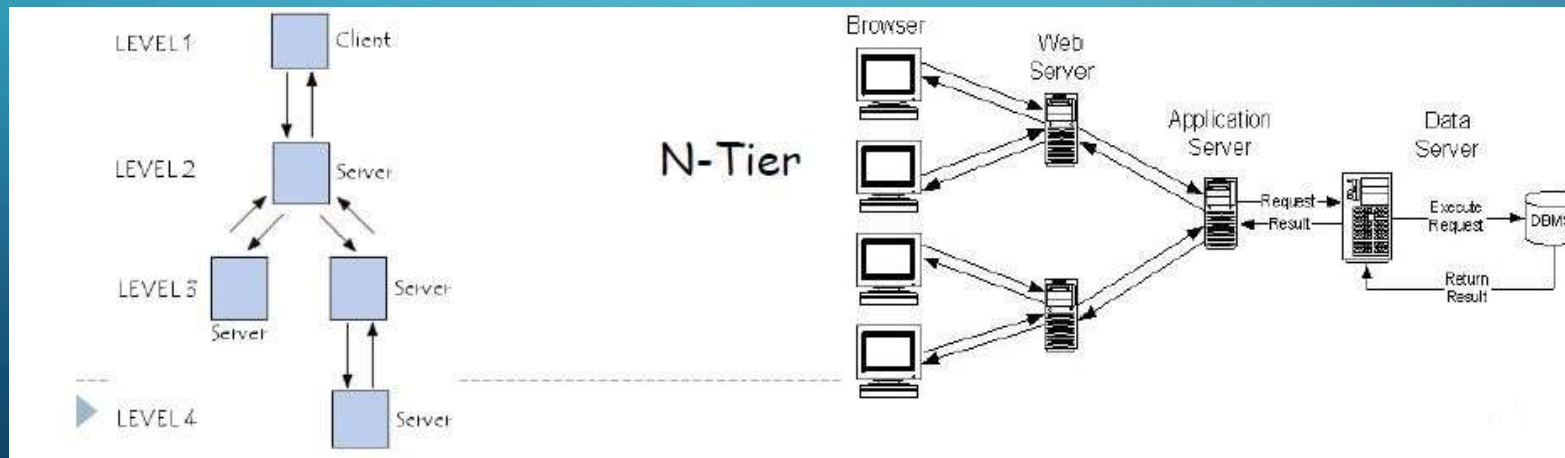 LEVEL 1
Client
LEVEL 2
Server
LEVEL 3
Server
Server
LEVEL 4
Server
N-Tier
Browser
Web
Server
Application
Server
Data
Server
Request
Result
Execute
Request
DBMS
Return
Result